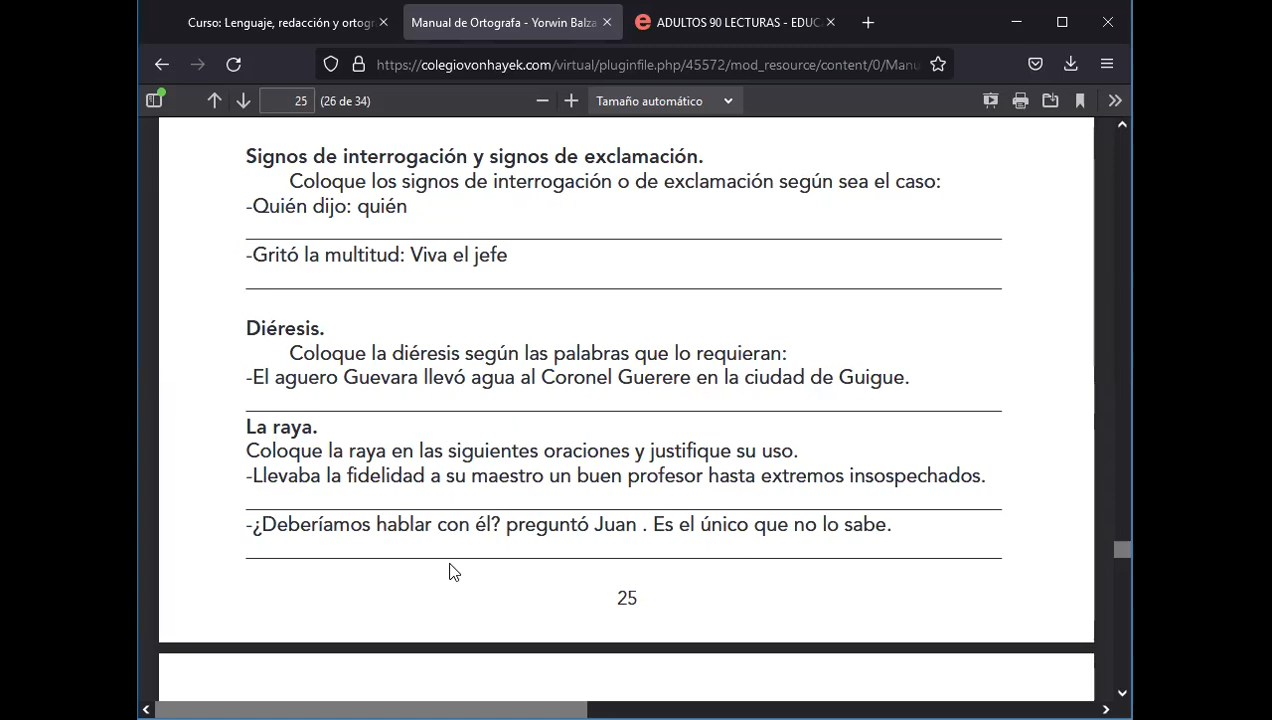 Curso: Lenguaje, redacción y ortogr
Manual de Ortografa - Yorwin Balza
ADULTOS 90 LECTURAS - EDUC
https://colegiovonhayek.com/virtual/pluginfile.php/45572/mod_resource/content/0/Manu
25 (26 de 34)
Tamaño automático
Signos de interrogación y signos de exclamación.
Coloque los signos de interrogación o de exclamación según sea el caso:
-Quién dijo: quién
-Gritó la multitud: Viva el jefe
Diéresis.
Coloque la diéresis según las palabras que lo requieran:
-El aguero Guevara llevó agua al Coronel Guerere en la ciudad de Guigue.
La raya.
Coloque la raya en las siguientes oraciones y justifique su uso.
-Llevaba la fidelidad a su maestro un buen profesor hasta extremos insospechados.
-¿Deberíamos hablar con él? preguntó Juan . Es el único que no lo sabe.
25